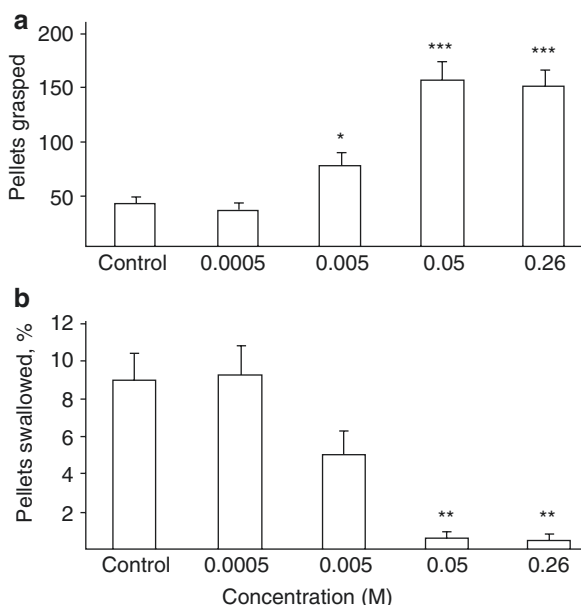 a
Pellets grasped
200
150
100
50
*
***
***
Control 0.0005 0.005 0.05 0.26
b
Pellets swallowed, %
12
10
8
6
4
2
**
**
Control 0.0005 0.005 0.05 0.26
Concentration (M)